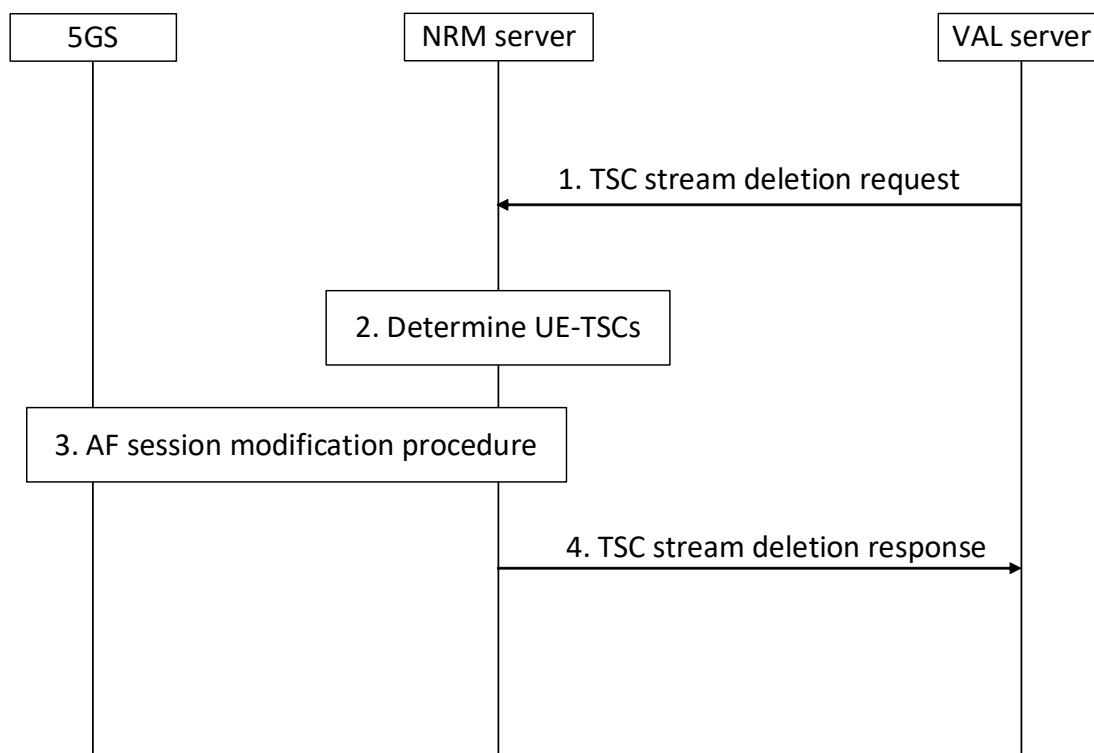 5GS
NRM server
VAL server
1. TSC stream deletion request
2. Determine UE-TSCs
3. AF session modification procedure
4. TSC stream deletion response